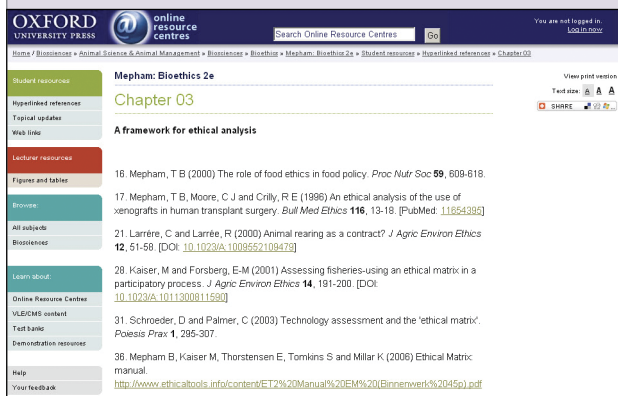 OXFORD
UNIVERSITY PRESS
@ online
resource
centres
Search Online Resource Centres
Go
You are not logged in.
Log in now
Home / Biosciences » Animal Science & Animal Management » Biosciences » Bioethics » Mepham: Bioethics 2e » Student resources » Hyperlinked references » Chapter 03
Student resources
Hyperlinked references
Topical updates
Web links
Lecturer resources
Figures and tables
Browse:
All subjects
Biosciences
Learn about:
Online Resource Centres
VLE/CMS content
Test banks
Demonstration resources
Help
Your feedback
Mepham: Bioethics 2e
Chapter 03
A framework for ethical analysis
16. Mepham, T B (2000) The role of food ethics in food policy. Proc Nutr Soc 59, 609-618.
17. Mepham, T B, Moore, C J and Crilly, R E (1996) An ethical analysis of the use of
xenografts in human transplant surgery. Bull Med Ethics 116, 13-18. [PubMed: 11654395]
21. Larrère, C and Larrée, R (2000) Animal rearing as a contract? J Agric Environ Ethics
12, 51-58. [DOI: 10.1023/A:1009552109479]
28. Kaiser, M and Forsberg, E-M (2001) Assessing fisheries-using an ethical matrix in a
participatory process. J Agric Environ Ethics 14, 191-200. [DOI:
10.1023/A:1011300811590]
31. Schroeder, D and Palmer, C (2003) Technology assessment and the 'ethical matrix'.
Poiesis Prax 1, 295-307.
36. Mepham B, Kaiser M, Thorstensen E, Tomkins S and Millar K (2006) Ethical Matrix:
manual.
http://www.ethicaltools.info/content/ET2%20Manual%20EM%20(Binnenwerk%2045p).pdf
View print version
Text size: A A A
SHARE